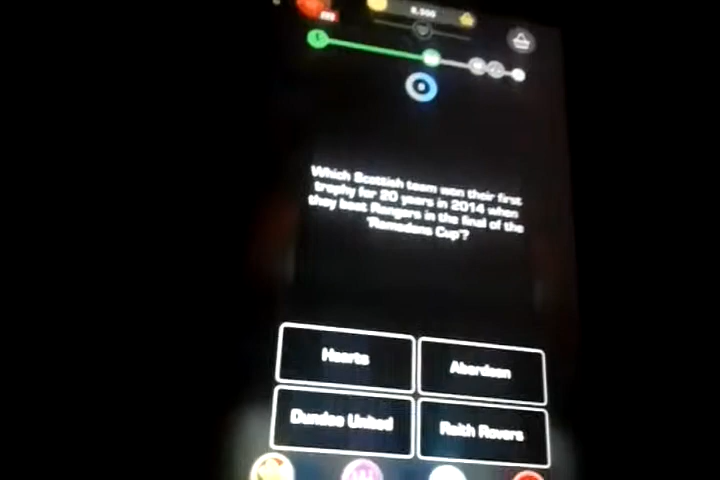 Which Scottish team won their first
trophy for 20 years in 2014 when
they beat Rangers in the final of the
'Ramsdens Cup'?
Hearts
Aberdeen
Dundee United
Raith Rovers